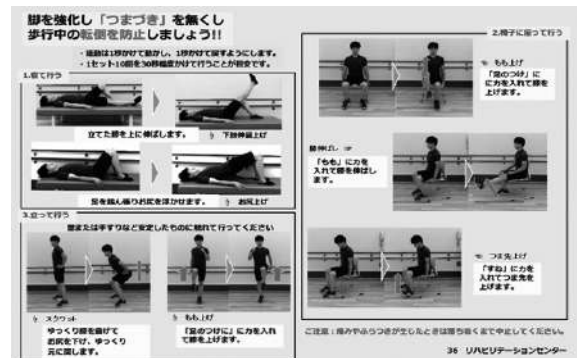 脚を強化し「つまづき」を無くし
歩行中の転倒を防止しましょう!!
・運動は1秒かけて動かし、1秒かけて戻すようにします。
・1セット10回を30秒程度かけて行うことが目安です。
1.寝て行う
立てた膝を上に伸ばします。
下肢伸展上げ
足を踏ん張りお尻を浮かせます。
お尻上げ
2.椅子に座って行う
もも上げ
「足のつけ」に
に力を入れて膝を
上げます。
膝伸ばし
「もも」に力を
入れて膝を伸ばし
ます。
つま先上げ
「すね」に力を
入れてつま先を
上げます。
3.立って行う
壁または手すりなど安定したものに触れて行ってください
スクワット
ゆっくり膝を曲げて
お尻を下げ、ゆっくり
元に戻します。
もも上げ
「足のつけに」に力を入れ
て膝を上げます。
ご注意：痛みやふらつきが生じたときは落ち着くまで中止してください。
36 リハビリテーションセンター